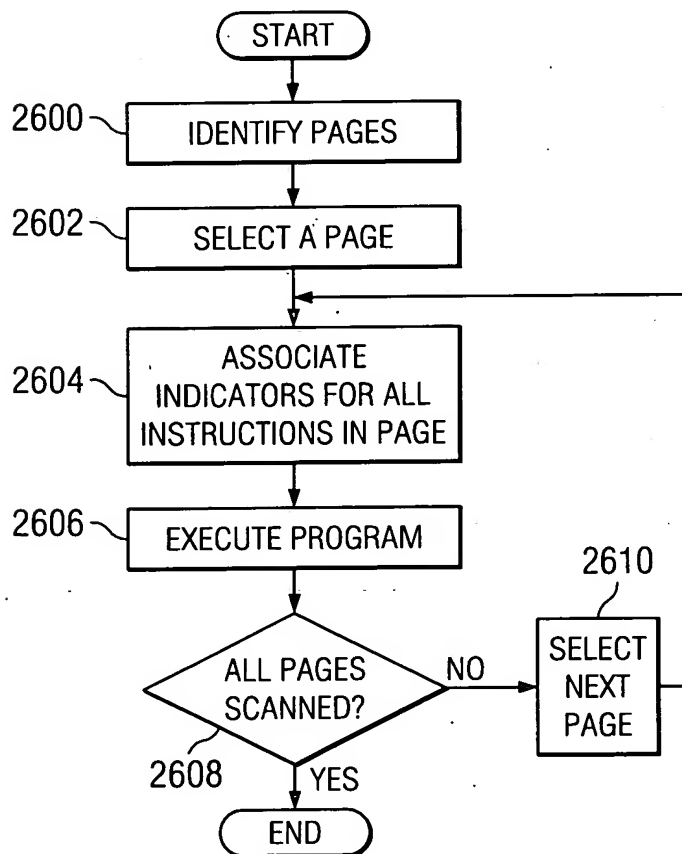 START
2600
IDENTIFY PAGES
2602
SELECT A PAGE
2604
ASSOCIATE
INDICATORS FOR ALL
INSTRUCTIONS IN PAGE
2606
EXECUTE PROGRAM
ALL PAGES
SCANNED?
2608
NO
2610
SELECT
NEXT
PAGE
YES
END